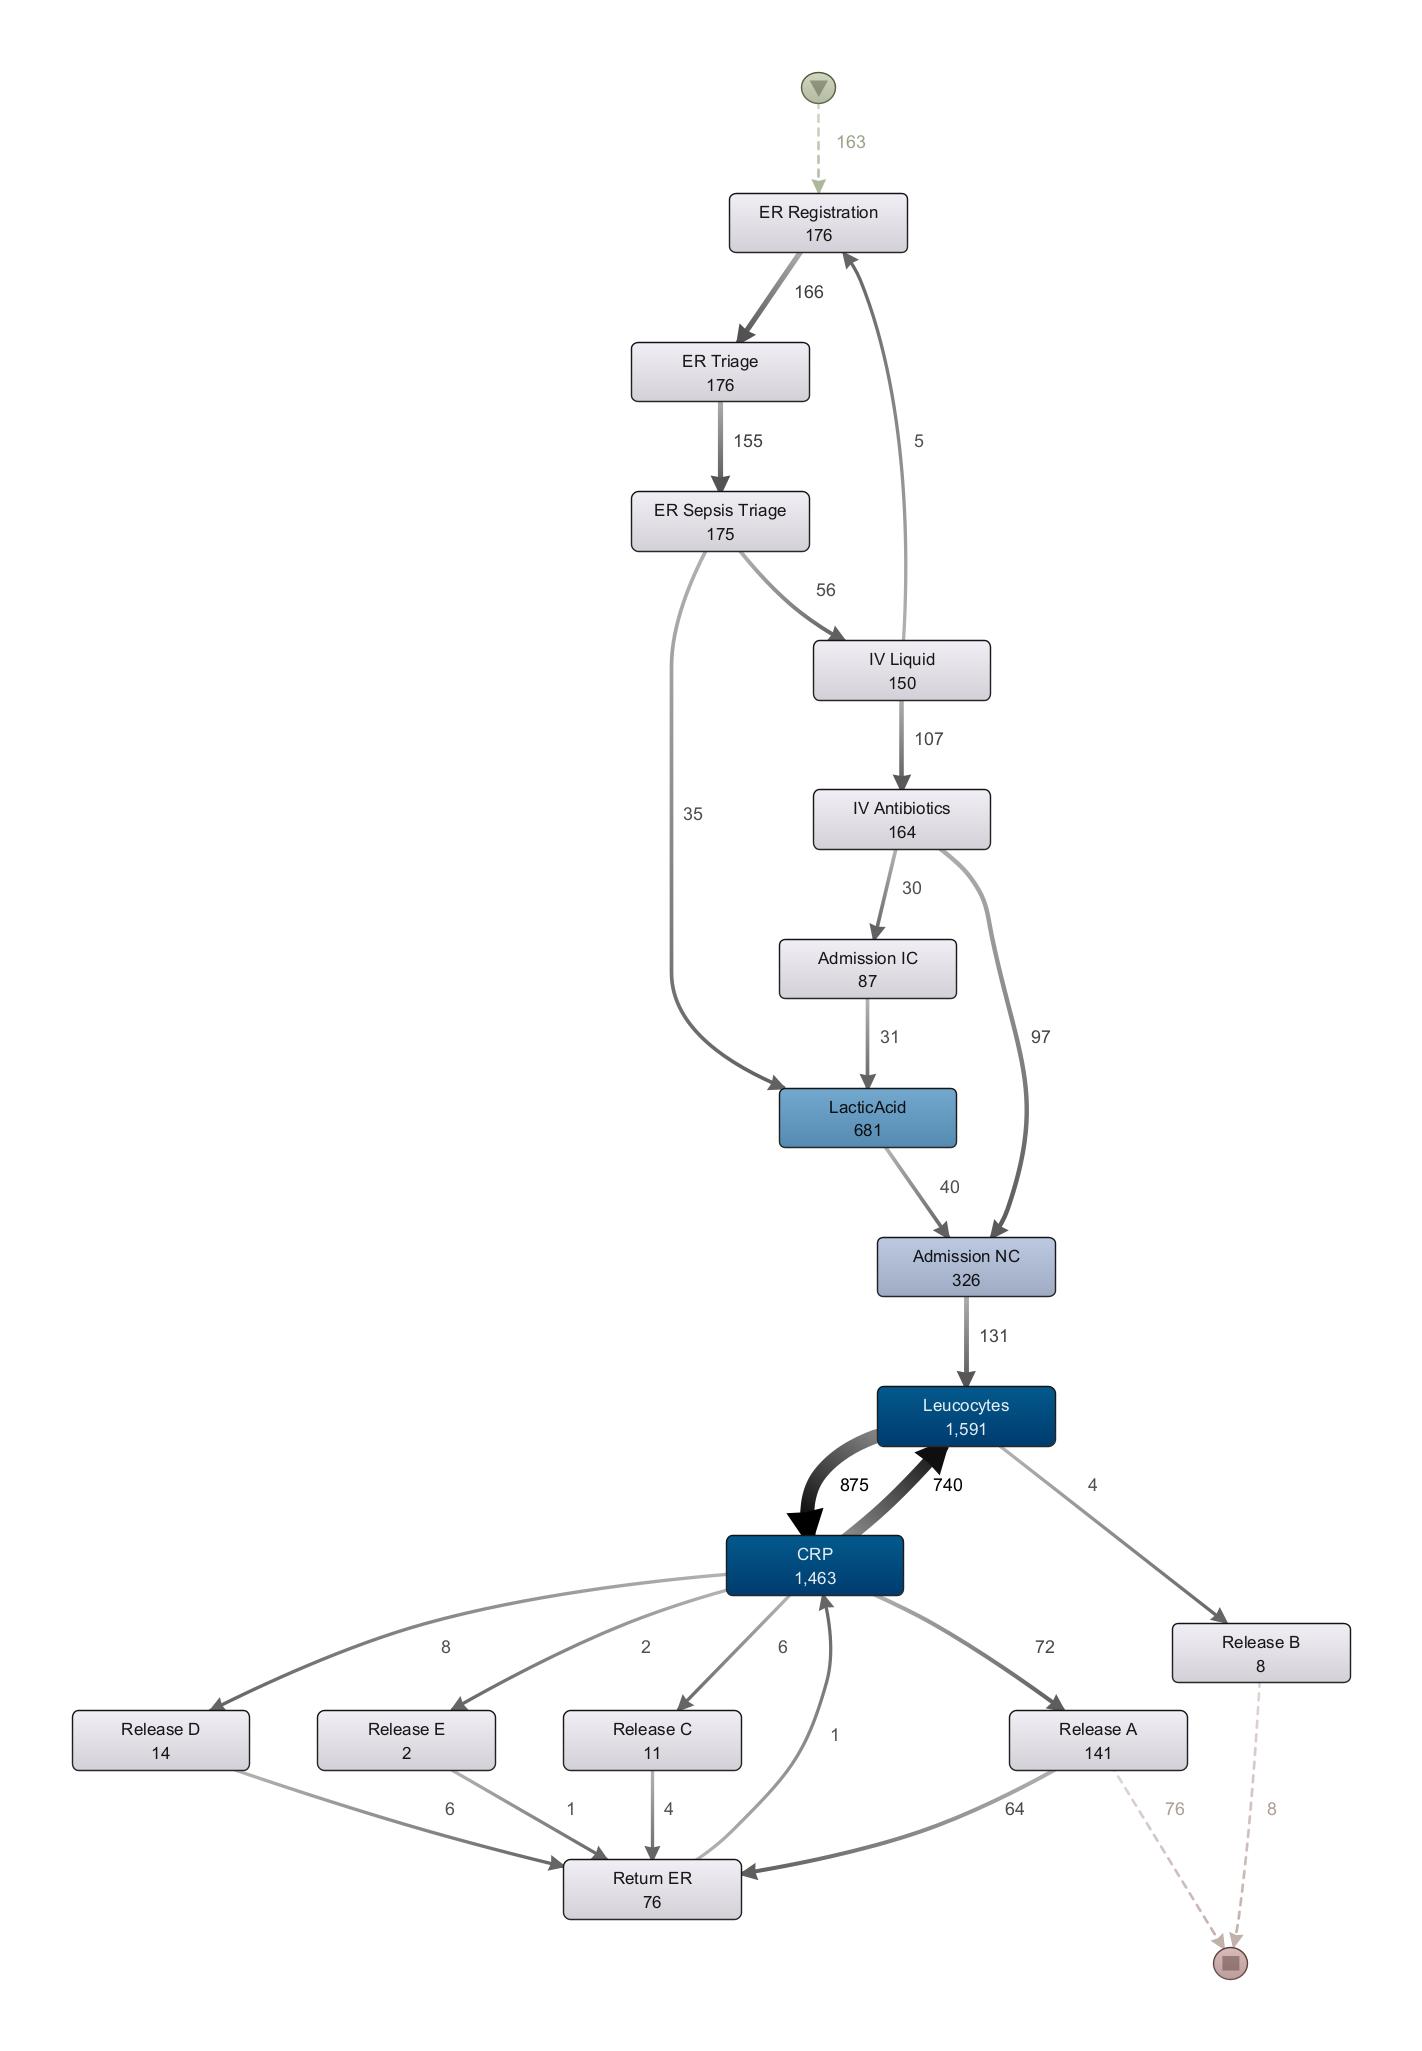 163
ER Registration
176
166
ER Triage
176
5
155
ER Sepsis Triage
175
56
IV Liquid
150
107
35
IV Antibiotics
164
30
Admission IC
87
31
97
LacticAcid
681
40
Admission NC
326
131
Leucocytes
1,591
875
740
4
CRP
1,463
8
2
6
72
Release B
8
1
Release D
14
Release E
2
Release C
11
Release A
141
6
1
4
64
76
8
Return ER
76